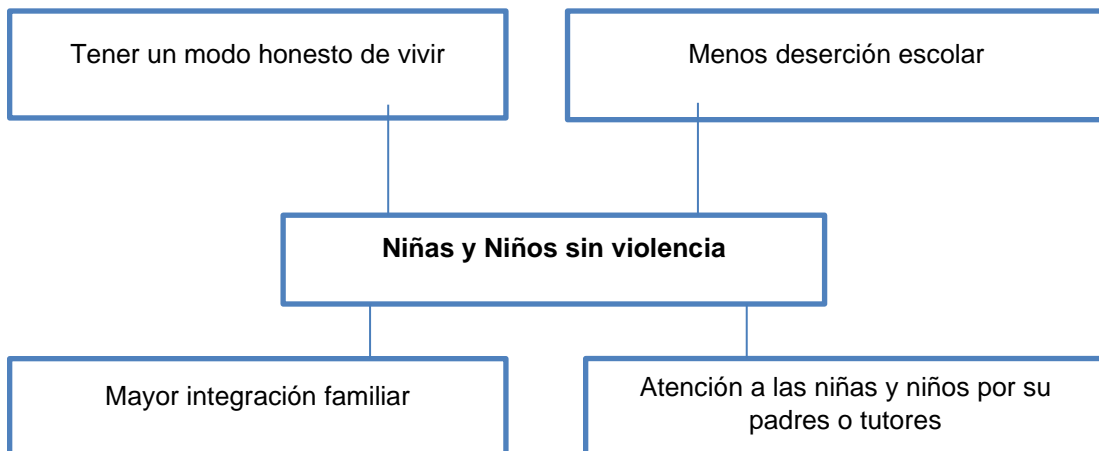 Tener un modo honesto de vivir
Menos deserción escolar
Niñas y Niños sin violencia
Mayor integración familiar
Atención a las niñas y niños por su
padres o tutores